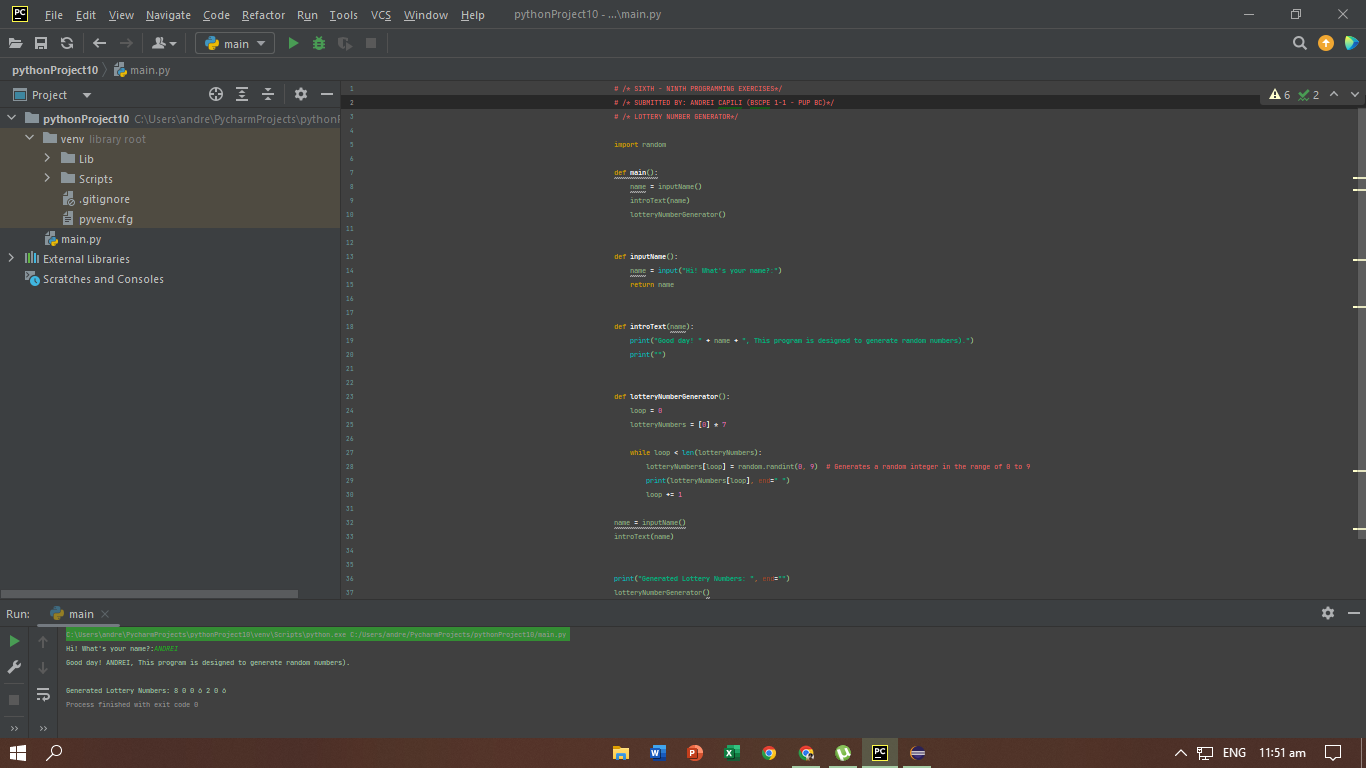 File Edit View Navigate Code Refactor Run Tools VCS Window Help pythonProject10 - ...\main.py
main
pythonProject10 main.py
Project
pythonProject10 C:\Users\andre\PycharmProjects\pythonP
venv library root
Lib
Scripts
.gitignore
pyvenv.cfg
main.py
External Libraries
Scratches and Consoles
6 2
1 # /* SIXTH - NINTH PROGRAMMING EXERCISES*/
2 # /* SUBMITTED BY: ANDREI CAPILI (BSCPE 1-1 - PUP BC)*/
3 # /* LOTTERY NUMBER GENERATOR*/
4
5 import random
6
7 def main():
8 name = inputName()
9 introText(name)
10 lotteryNumberGenerator()
11
12
13 def inputName():
14 name = input("Hi! What's your name?:")
15 return name
16
17
18 def introText(name):
19 print("Good day! " + name + ", This program is designed to generate random numbers).")
20 print("")
21
22
23 def lotteryNumberGenerator():
24 loop = 0
25 lotteryNumbers = [0] * 7
26
27 while loop < len(lotteryNumbers):
28 lotteryNumbers[loop] = random.randint(0, 9) # Generates a random integer in the range of 0 to 9
29 print(lotteryNumbers[loop], end=" ")
30 loop += 1
31
32 name = inputName()
33 introText(name)
34
35
36 print("Generated Lottery Numbers: ", end="")
37 lotteryNumberGenerator()
Run: main
C:\Users\andre\PycharmProjects\pythonProject10\venv\Scripts\python.exe C:/Users/andre/PycharmProjects/pythonProject10/main.py
Hi! What's your name?:ANDREI
Good day! ANDREI, This program is designed to generate random numbers).
Generated Lottery Numbers: 8 0 0 6 2 0 6
Process finished with exit code 0
ENG 11:51 am